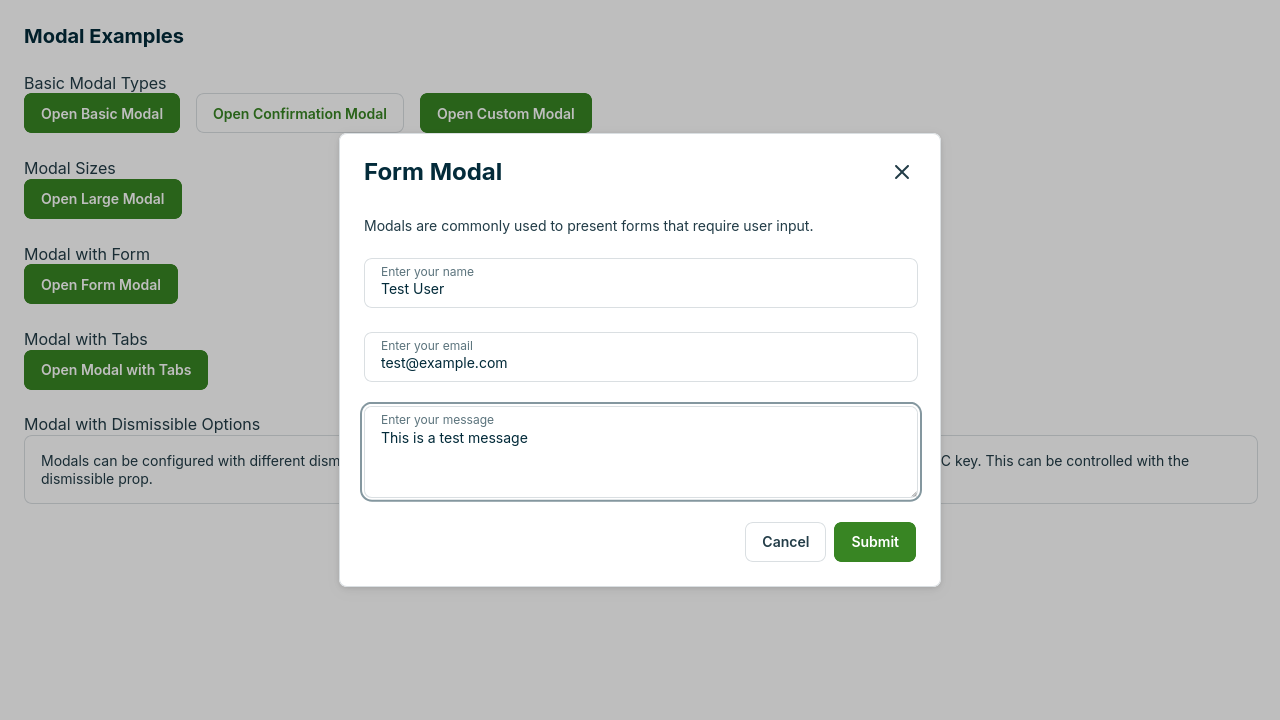 Modal Examples
Basic Modal Types
Open Basic Modal
Open Confirmation Modal
Open Custom Modal
Modal Sizes
Open Large Modal
Modal with Form
Open Form Modal
Modal with Tabs
Open Modal with Tabs
Modal with Dismissible Options
Modals can be configured with different
key. This can be controlled with the
dismissible prop.
Form Modal
Modals are commonly used to present forms that require user input.
Enter your name
Test User
Enter your email
test@example.com
Enter your message
This is a test message
Cancel
Submit